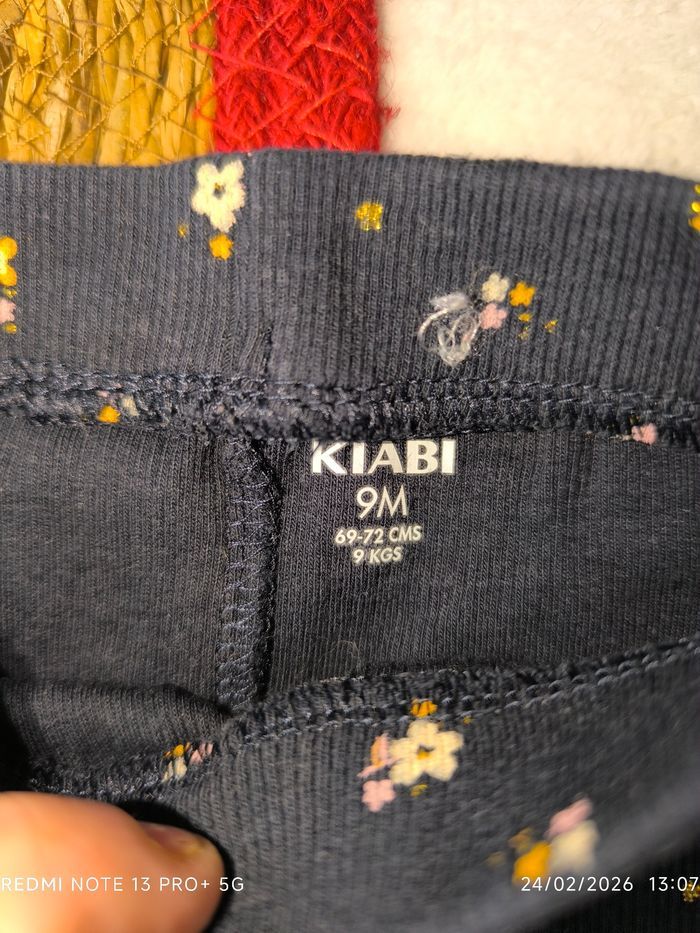 KIABI
9M
69-72 CMS
9 KGS
REDMI NOTE 13 PRO+ 5G
24/02/2026 13:07